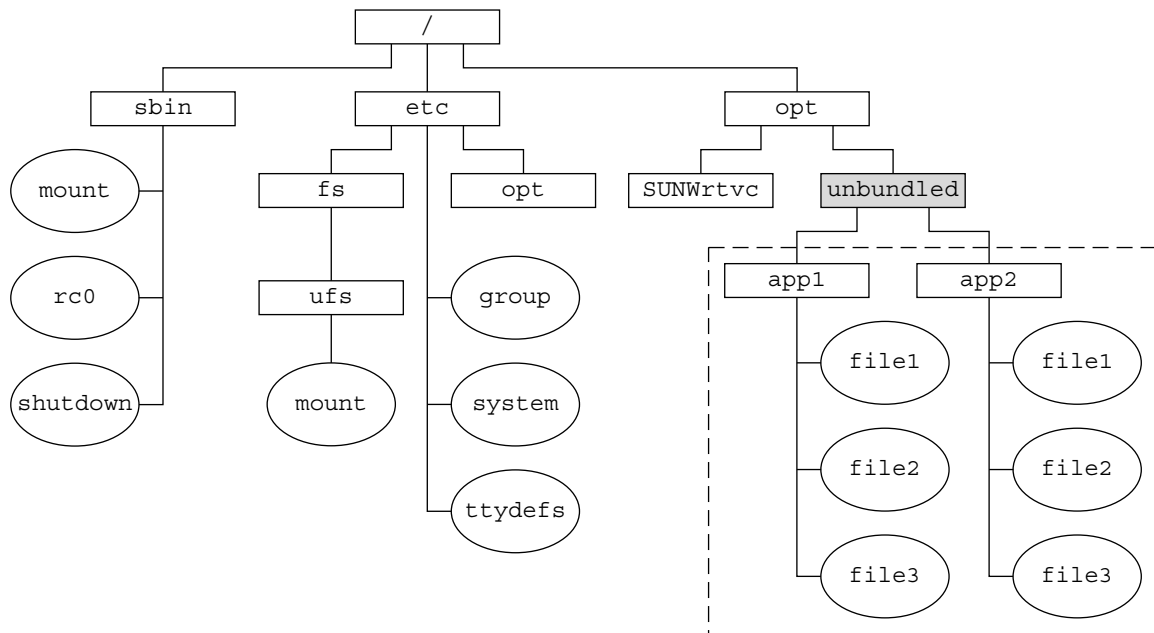 /
sbin
etc
opt
mount
fs
opt
SUNWrtvc
unbundled
rc0
ufs
group
app1
app2
shutdown
mount
system
file1
file1
ttydefs
file2
file2
file3
file3